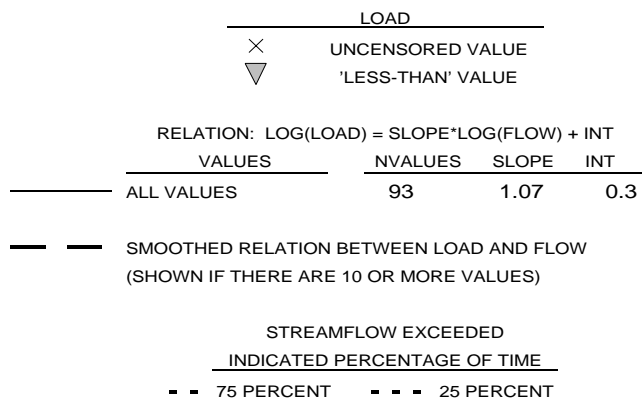 LOAD
UNCENSORED VALUE
'LESS-THAN' VALUE
RELATION: LOG(LOAD) = SLOPE*LOG(FLOW) + INT
VALUES NVALUES SLOPE INT
ALL VALUES 93 1.07 0.3
SMOOTHED RELATION BETWEEN LOAD AND FLOW
(SHOWN IF THERE ARE 10 OR MORE VALUES)
STREAMFLOW EXCEEDED
INDICATED PERCENTAGE OF TIME
75 PERCENT 25 PERCENT